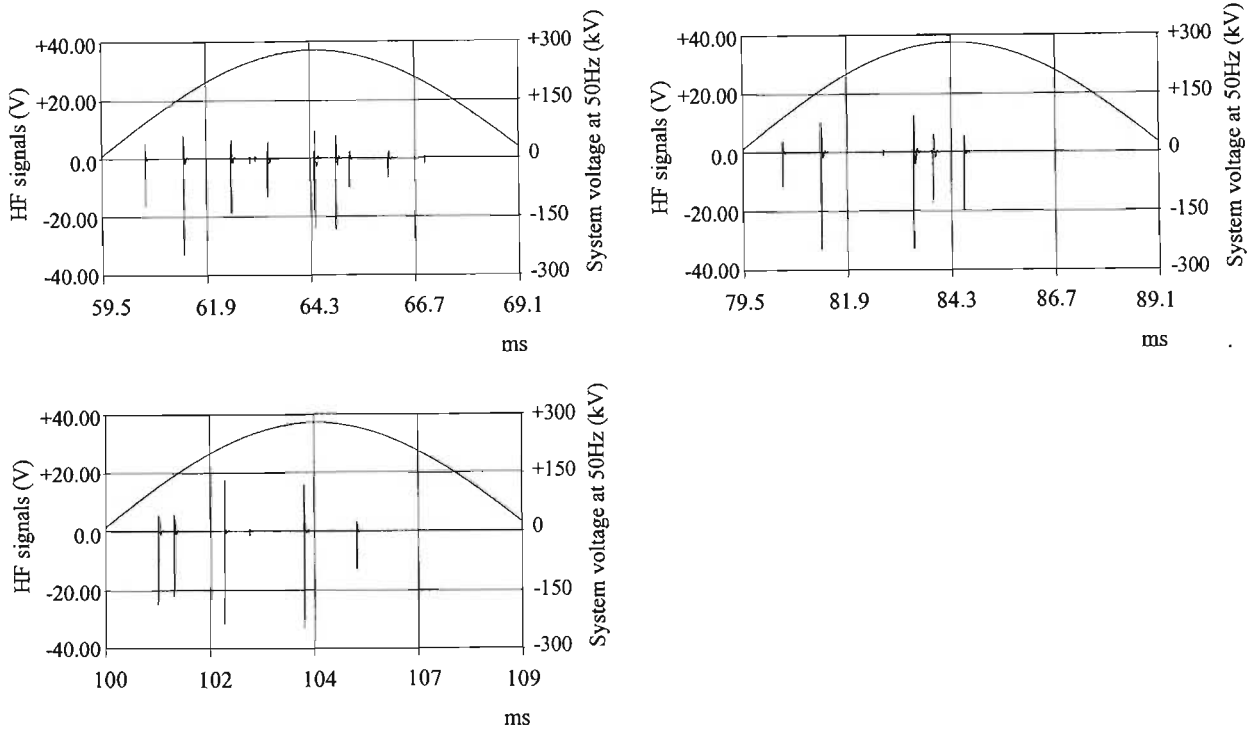 +40.00
+20.00
0.0
-20.00
-40.00
HF signals (V)
+300
+150
0
-150
-300
System voltage at 50Hz (kV)
59.5 61.9 64.3 66.7 69.1
ms
+40.00
+20.00
0.0
-20.00
-40.00
HF signals (V)
+300
+150
0
-150
-300
System voltage at 50Hz (kV)
79.5 81.9 84.3 86.7 89.1
ms
+40.00
+20.00
0.0
-20.00
-40.00
HF signals (V)
+300
+150
0
-150
-300
System voltage at 50Hz (kV)
100 102 104 107 109
ms